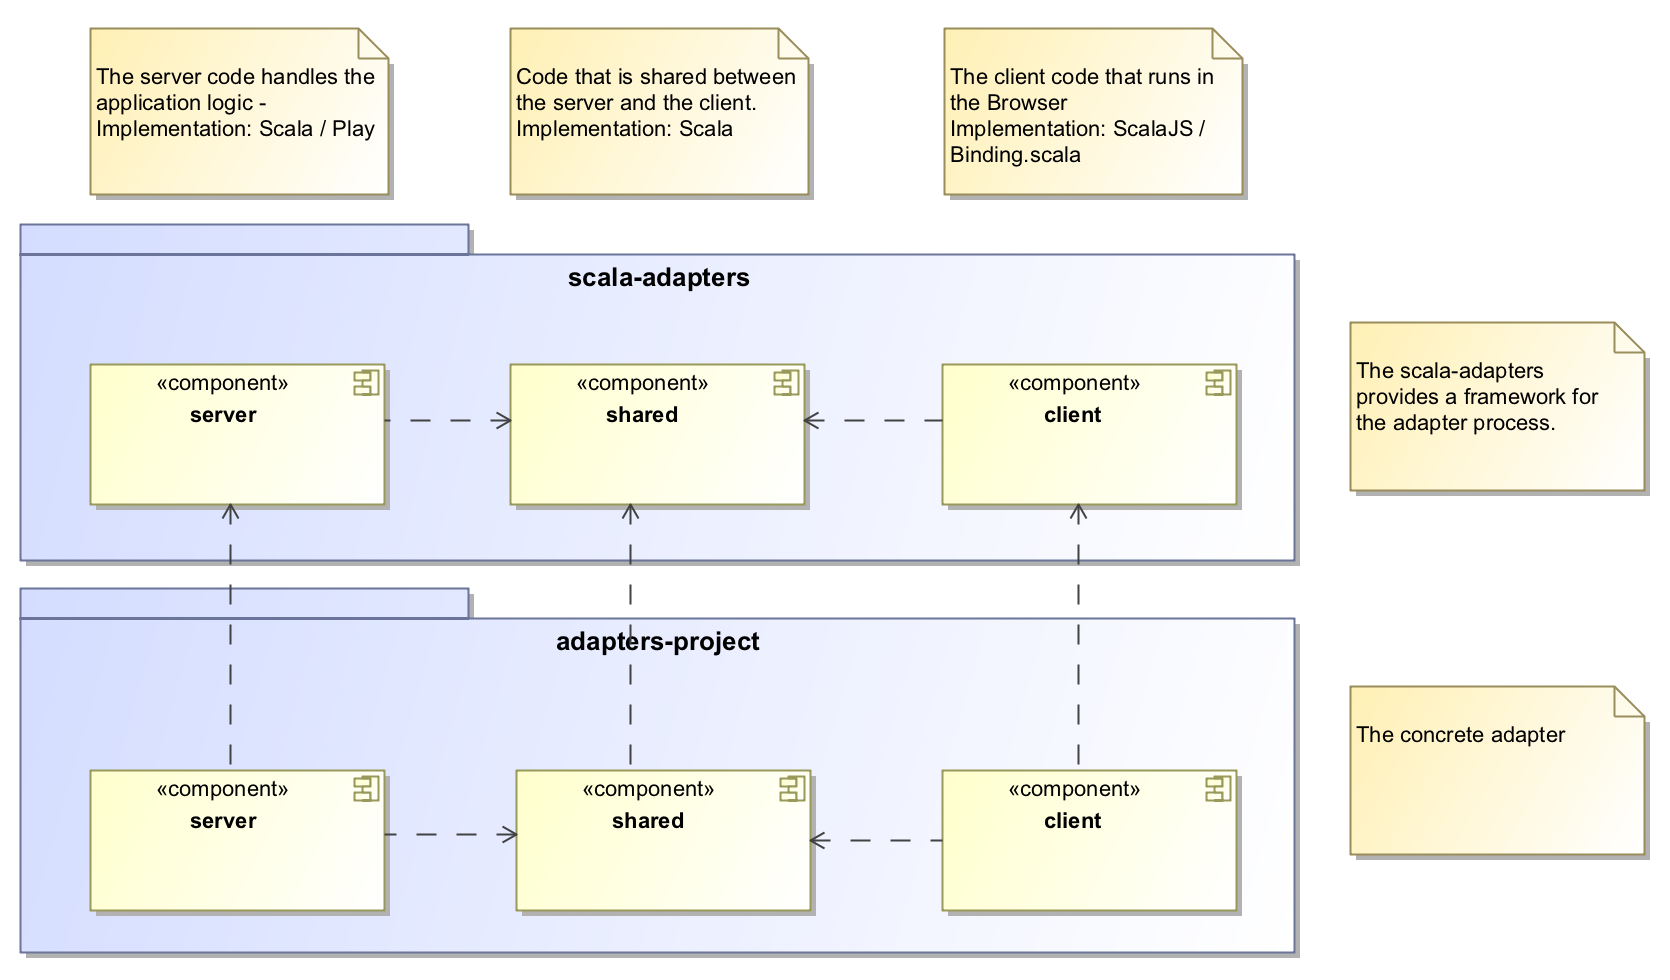 The server code handles the
application logic -
Implementation: Scala / Play
Code that is shared between
the server and the client.
Implementation: Scala
The client code that runs in
the Browser
Implementation: ScalaJS /
Binding.scala
scala-adapters
«component»
server
«component»
shared
«component»
client
The scala-adapters
provides a framework for
the adapter process.
adapters-project
«component»
server
«component»
shared
«component»
client
The concrete adapter